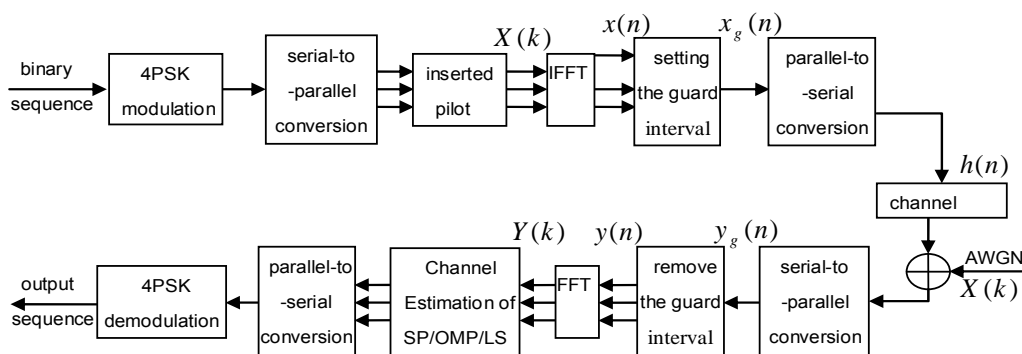 binary
sequence
4PSK
modulation
serial-to
-parallel
conversion
inserted
pilot
X(k)
IFFT
x(n)
setting
the guard
interval
x_g(n)
parallel-to
-serial
conversion
h(n)
channel
AWGN
X(k)
serial-to
-parallel
conversion
y_g(n)
remove
the guard
interval
y(n)
FFT
Y(k)
Channel
Estimation of
SP/OMP/LS
parallel-to
-serial
conversion
4PSK
demodulation
output
sequence